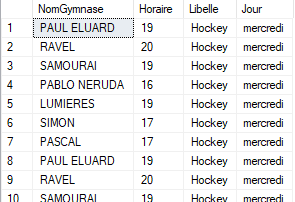 NomGymnase Horaire Libelle Jour
1 PAUL ELUARD 19 Hockey mercredi
2 RAVEL 20 Hockey mercredi
3 SAMOURAI 19 Hockey mercredi
4 PABLO NERUDA 16 Hockey mercredi
5 LUMIERES 19 Hockey mercredi
6 SIMON 17 Hockey mercredi
7 PASCAL 17 Hockey mercredi
8 PAUL ELUARD 19 Hockey mercredi
9 RAVEL 20 Hockey mercredi
10 SAMOURAI 19 Hockey mercredi